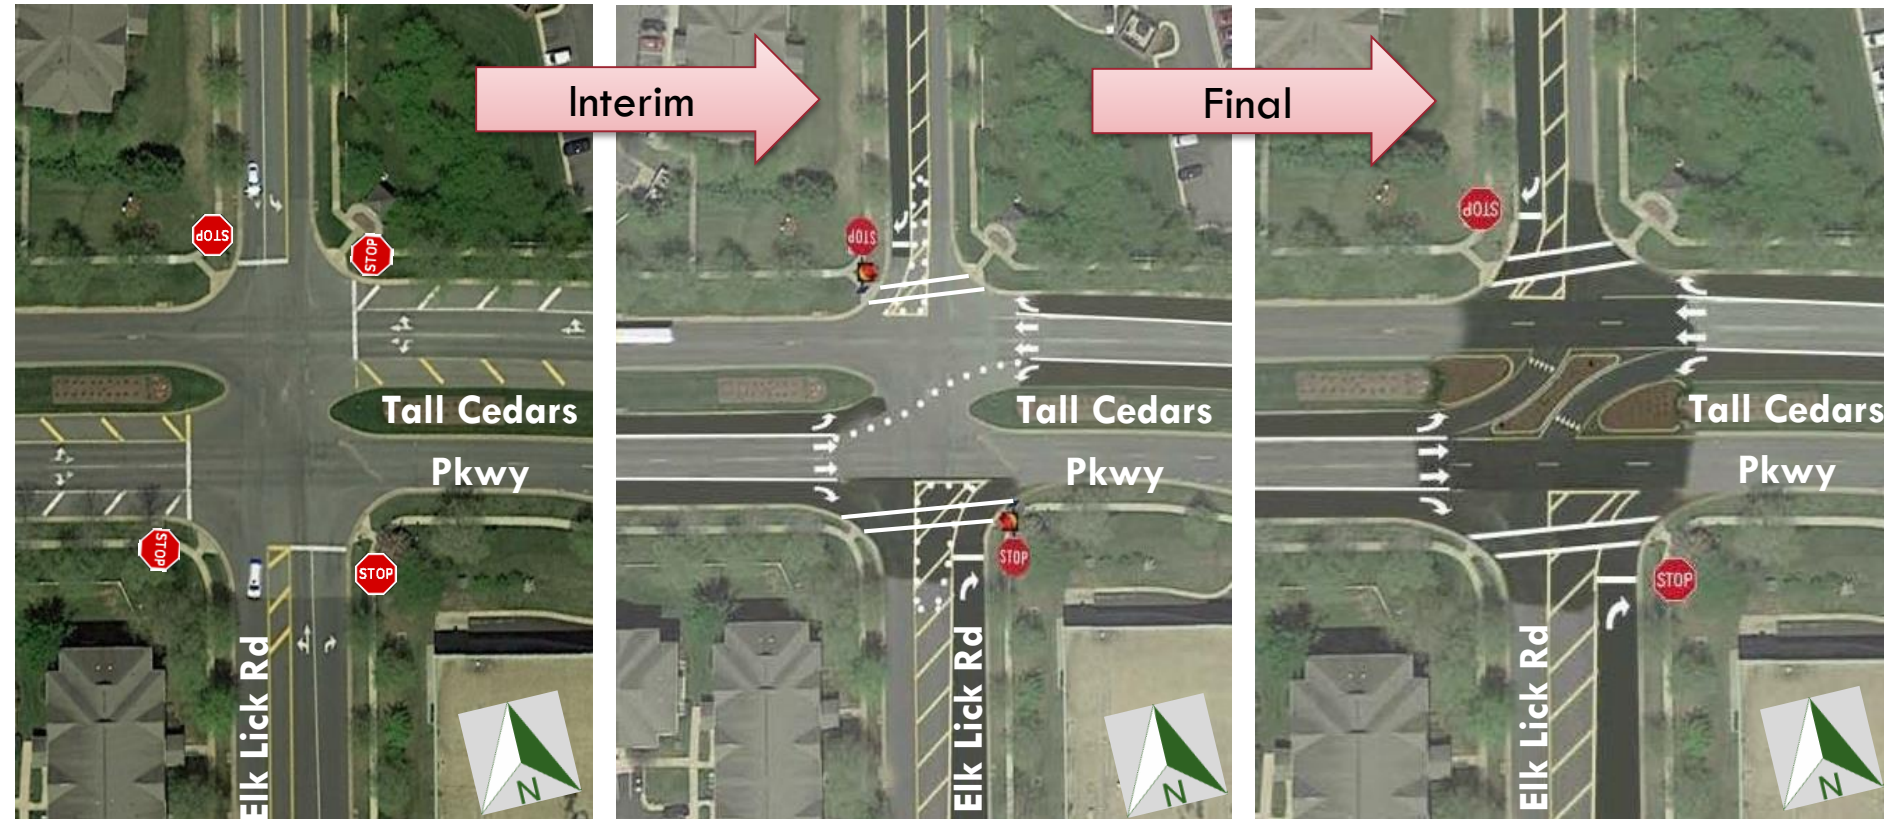 Interim
Final
STOP
STOP
STOP
STOP
Tall Cedars
Pkwy
Elk Lick Rd
N
STOP
STOP
Tall Cedars
Pkwy
Elk Lick Rd
N
STOP
STOP
Tall Cedars
Pkwy
Elk Lick Rd
N